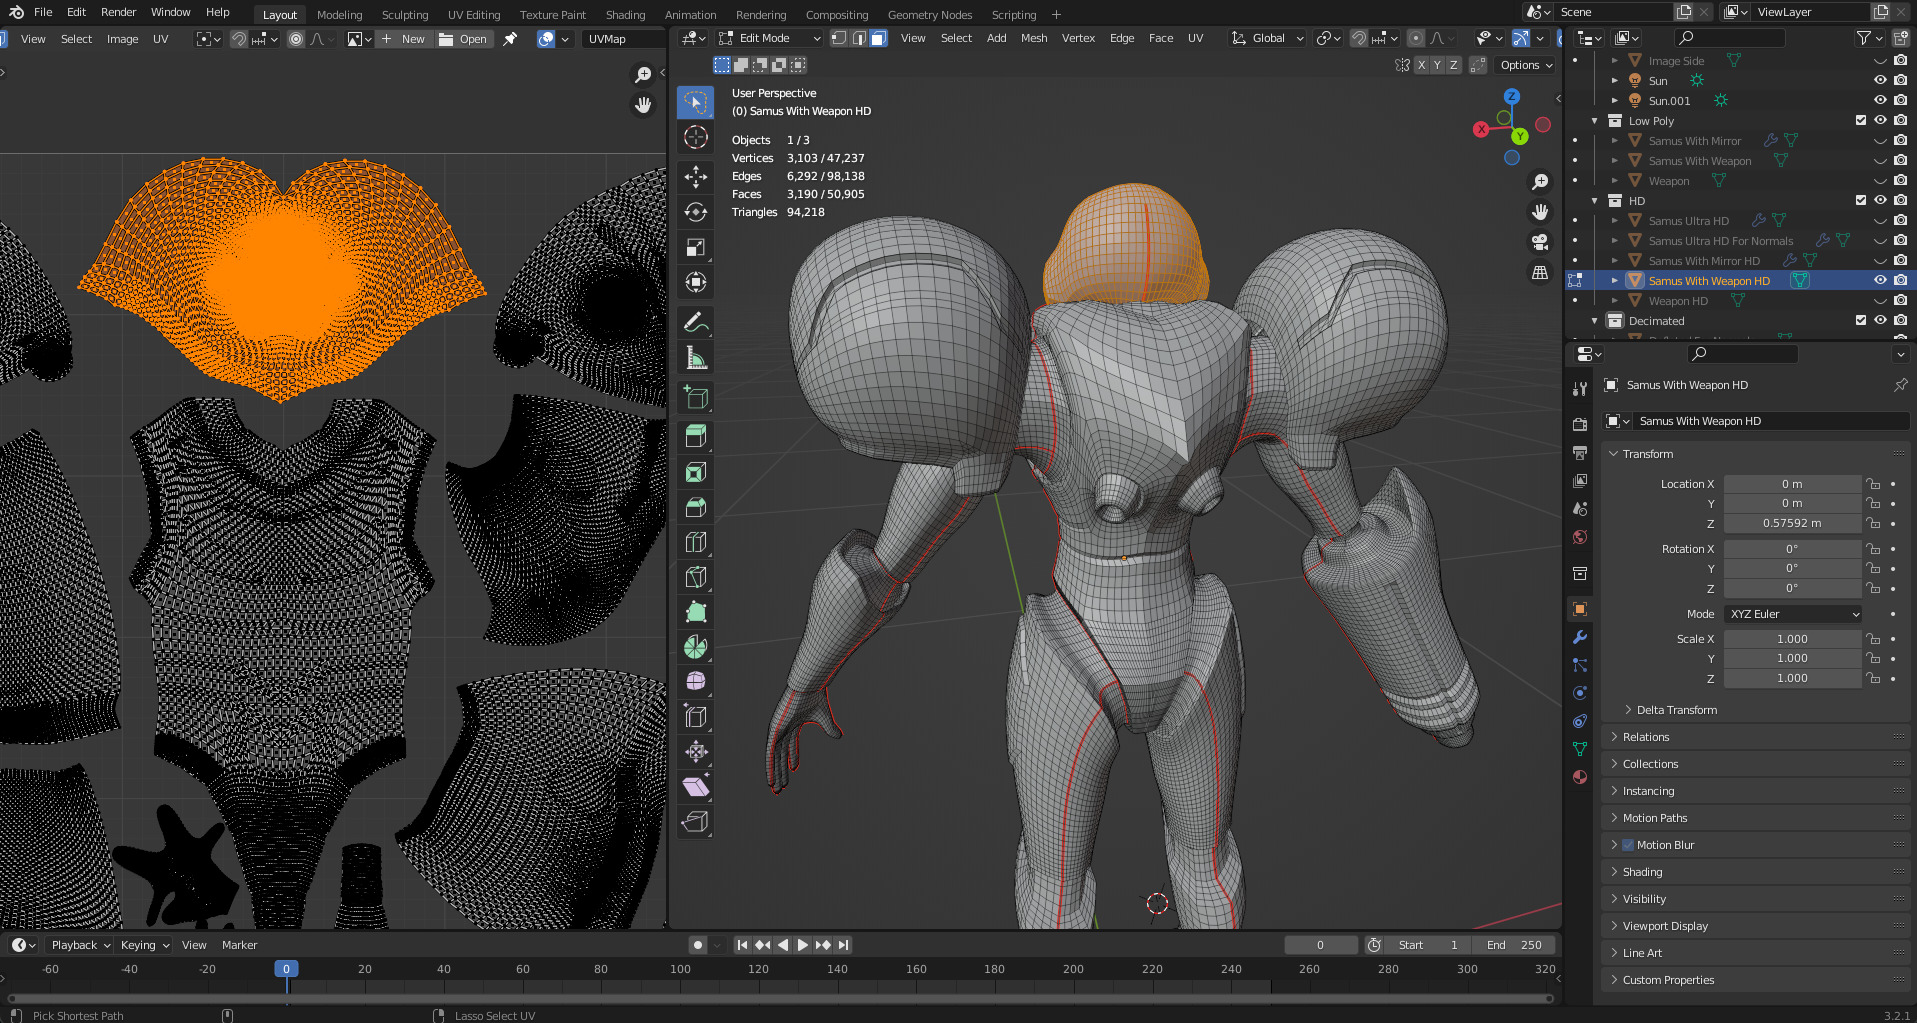 File Edit Render Window Help Layout Modeling Sculpting UV Editing Texture Paint Shading Animation Rendering Compositing Geometry Nodes Scripting + Scene ViewLayer
View Select Image UV New Open UVMap Edit Mode View Select Add Mesh Vertex Edge Face UV Global
X Y Z Options
User Perspective
(0) Samus With Weapon HD
Objects 1 / 3
Vertices 3,103 / 47,237
Edges 6,292 / 98,138
Faces 3,190 / 50,905
Triangles 94,218
Z
X
Y
Image Side
Sun
Sun.001
Low Poly
Samus With Mirror
Samus With Weapon
Weapon
HD
Samus Ultra HD
Samus Ultra HD For Normals
Samus With Mirror HD
Samus With Weapon HD
Weapon HD
Decimated
Samus With Weapon HD
Samus With Weapon HD
Transform
Location X 0 m
Y 0 m
Z 0.57592 m
Rotation X 0°
Y 0°
Z 0°
Mode XYZ Euler
Scale X 1.000
Y 1.000
Z 1.000
Delta Transform
Relations
Collections
Instancing
Motion Paths
Motion Blur
Shading
Visibility
Viewport Display
Line Art
Custom Properties
Playback Keying View Marker 0 Start 1 End 250
-60 -40 -20 0 20 40 60 80 100 120 140 160 180 200 220 240 260 280 300 320
Pick Shortest Path Lasso Select UV 3.2.1